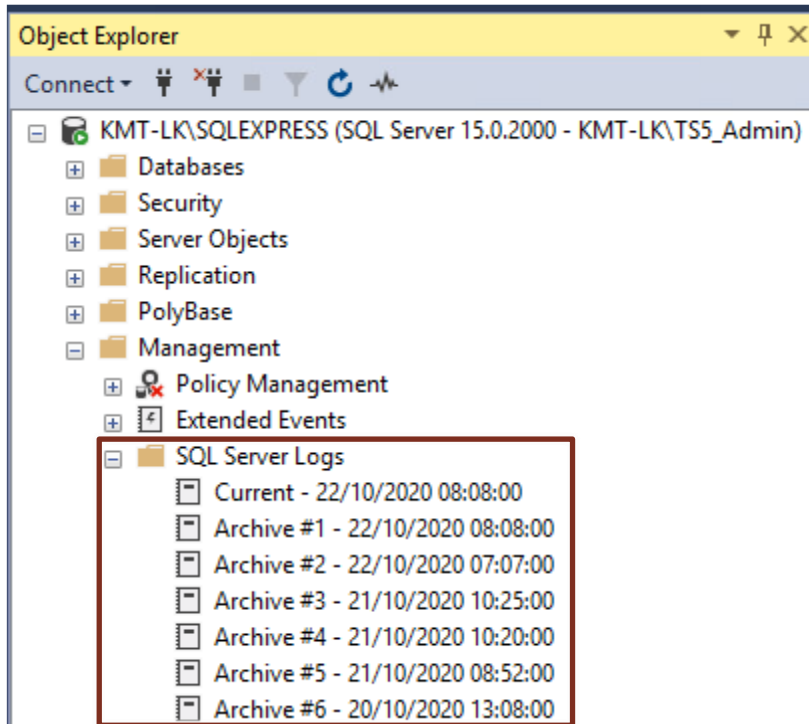 Object Explorer
Connect
KMT-LK\SQLEXPRESS (SQL Server 15.0.2000 - KMT-LK\TS5_Admin)
Databases
Security
Server Objects
Replication
PolyBase
Management
Policy Management
Extended Events
SQL Server Logs
Current - 22/10/2020 08:08:00
Archive #1 - 22/10/2020 08:08:00
Archive #2 - 22/10/2020 07:07:00
Archive #3 - 21/10/2020 10:25:00
Archive #4 - 21/10/2020 10:20:00
Archive #5 - 21/10/2020 08:52:00
Archive #6 - 20/10/2020 13:08:00